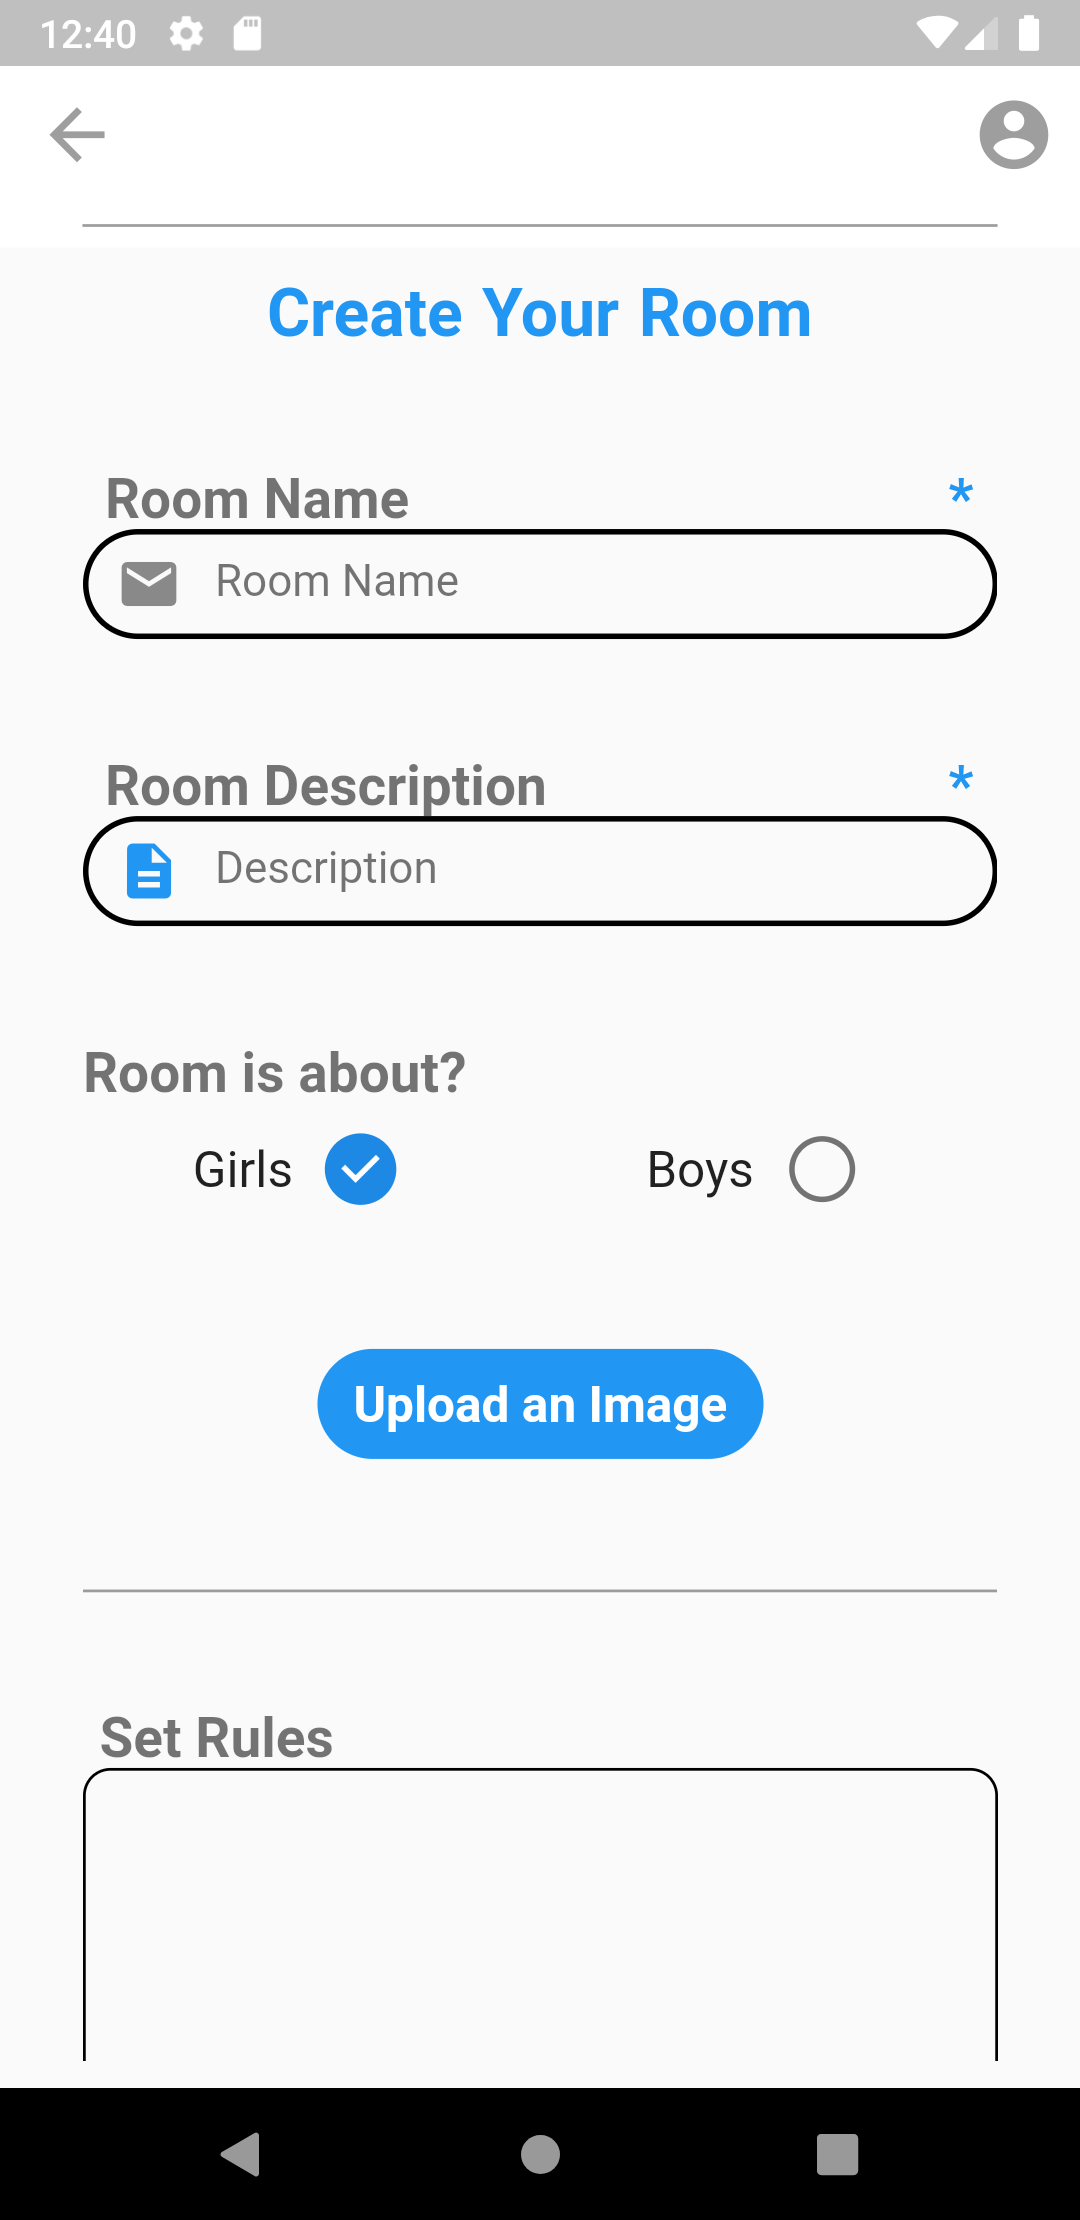 12:40
Create Your Room
Room Name *
Room Name
Room Description *
Description
Room is about?
Girls Boys
Upload an Image
Set Rules